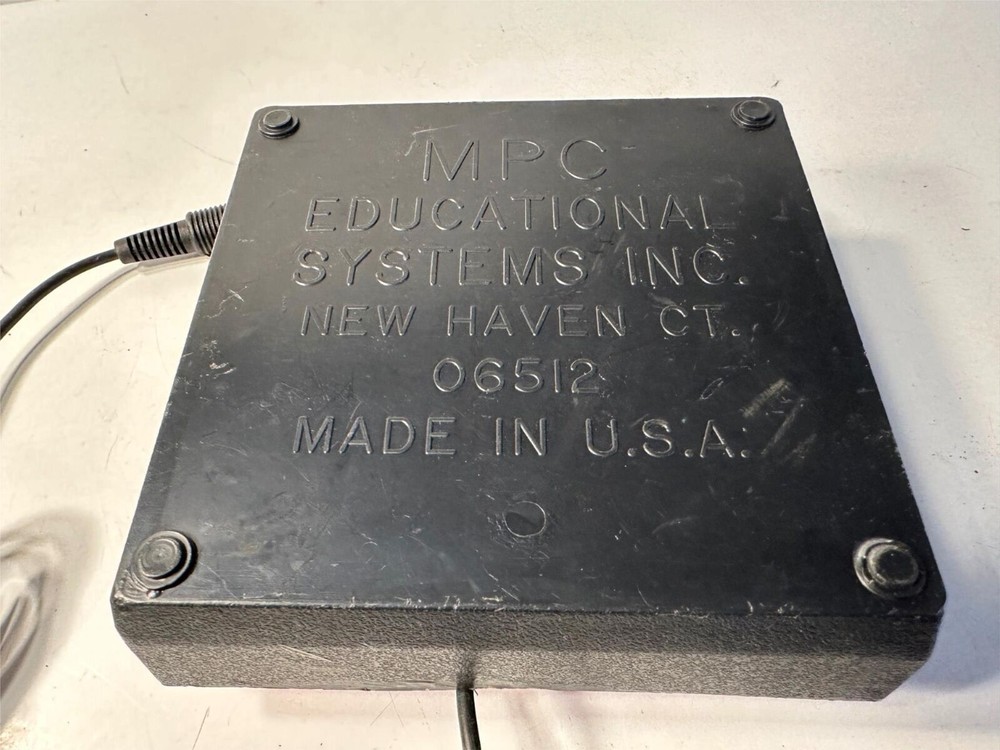 MPC
EDUCATIONAL
SYSTEMS INC.
NEW HAVEN CT.
06512
MADE IN U.S.A.